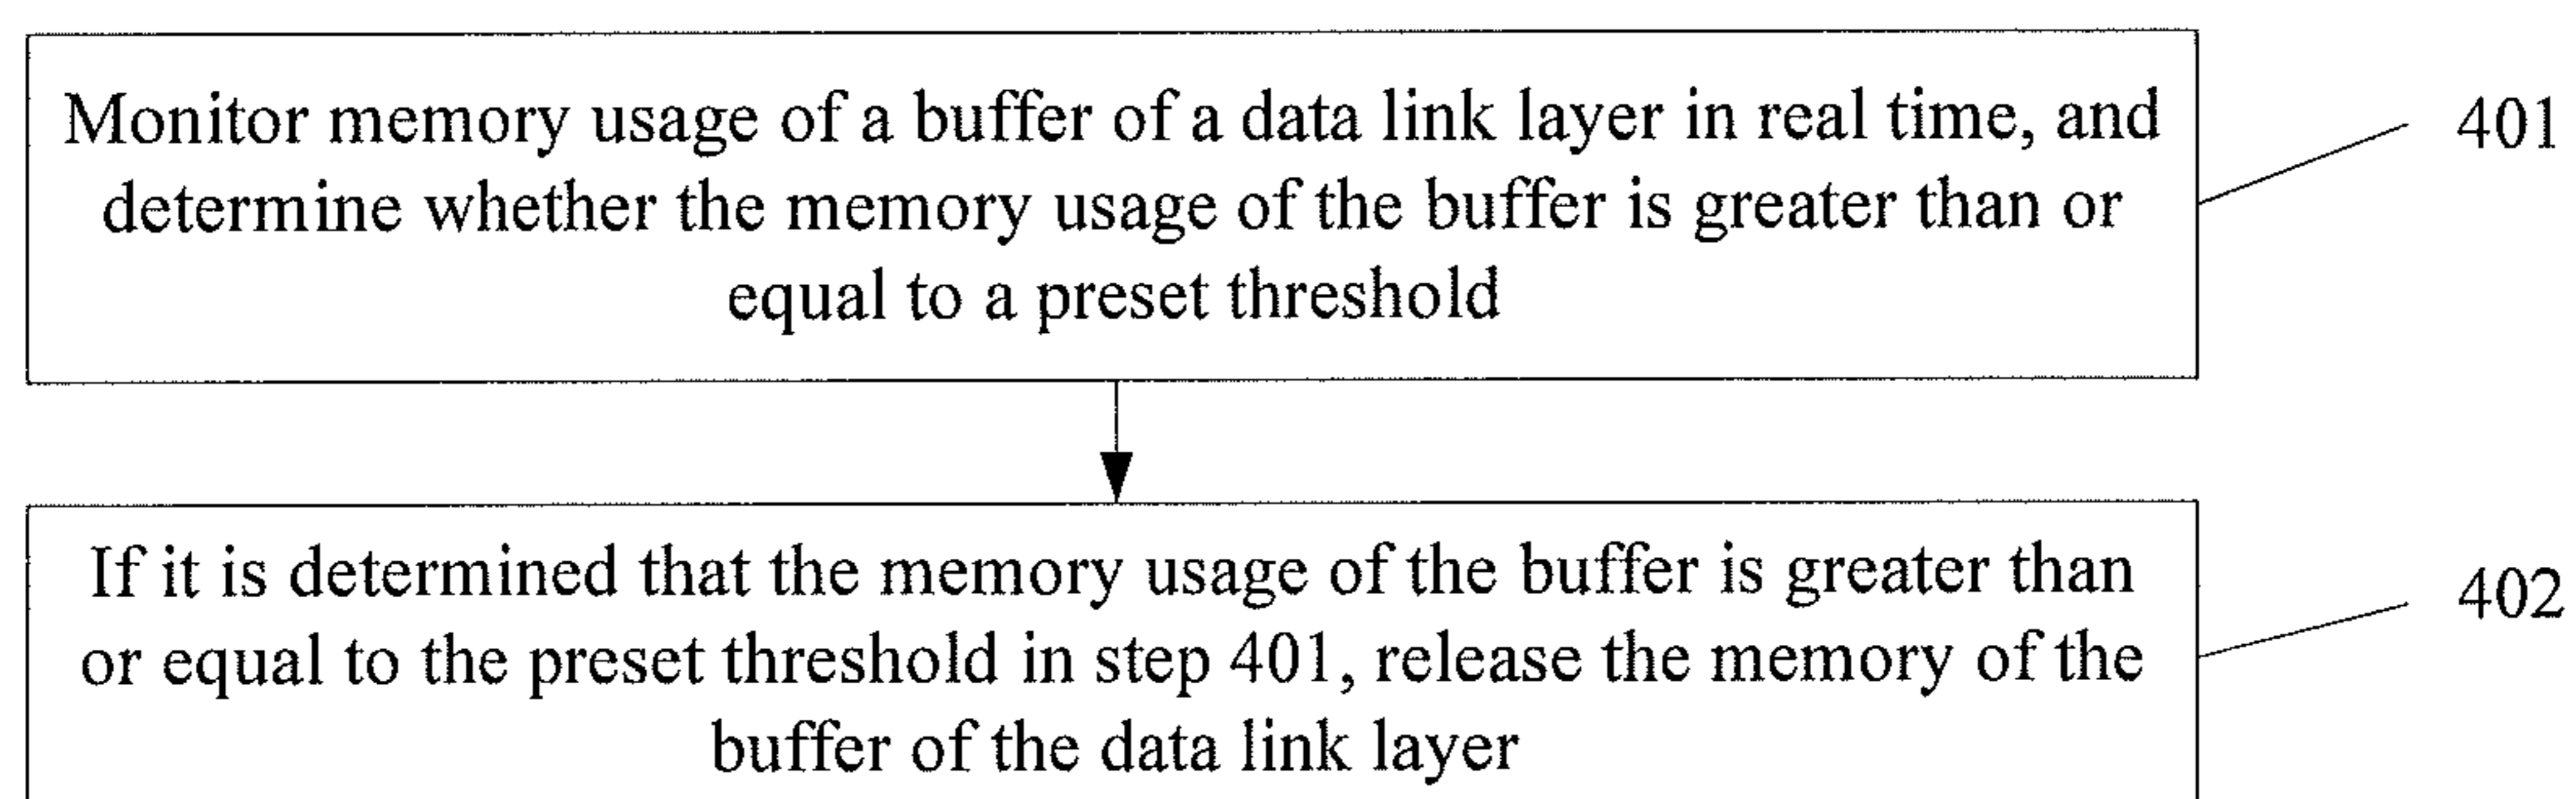 Monitor memory usage of a buffer of a data link layer in real time, and
determine whether the memory usage of the buffer is greater than or
equal to a preset threshold
401
If it is determined that the memory usage of the buffer is greater than
or equal to the preset threshold in step 401, release the memory of the
buffer of the data link layer
402